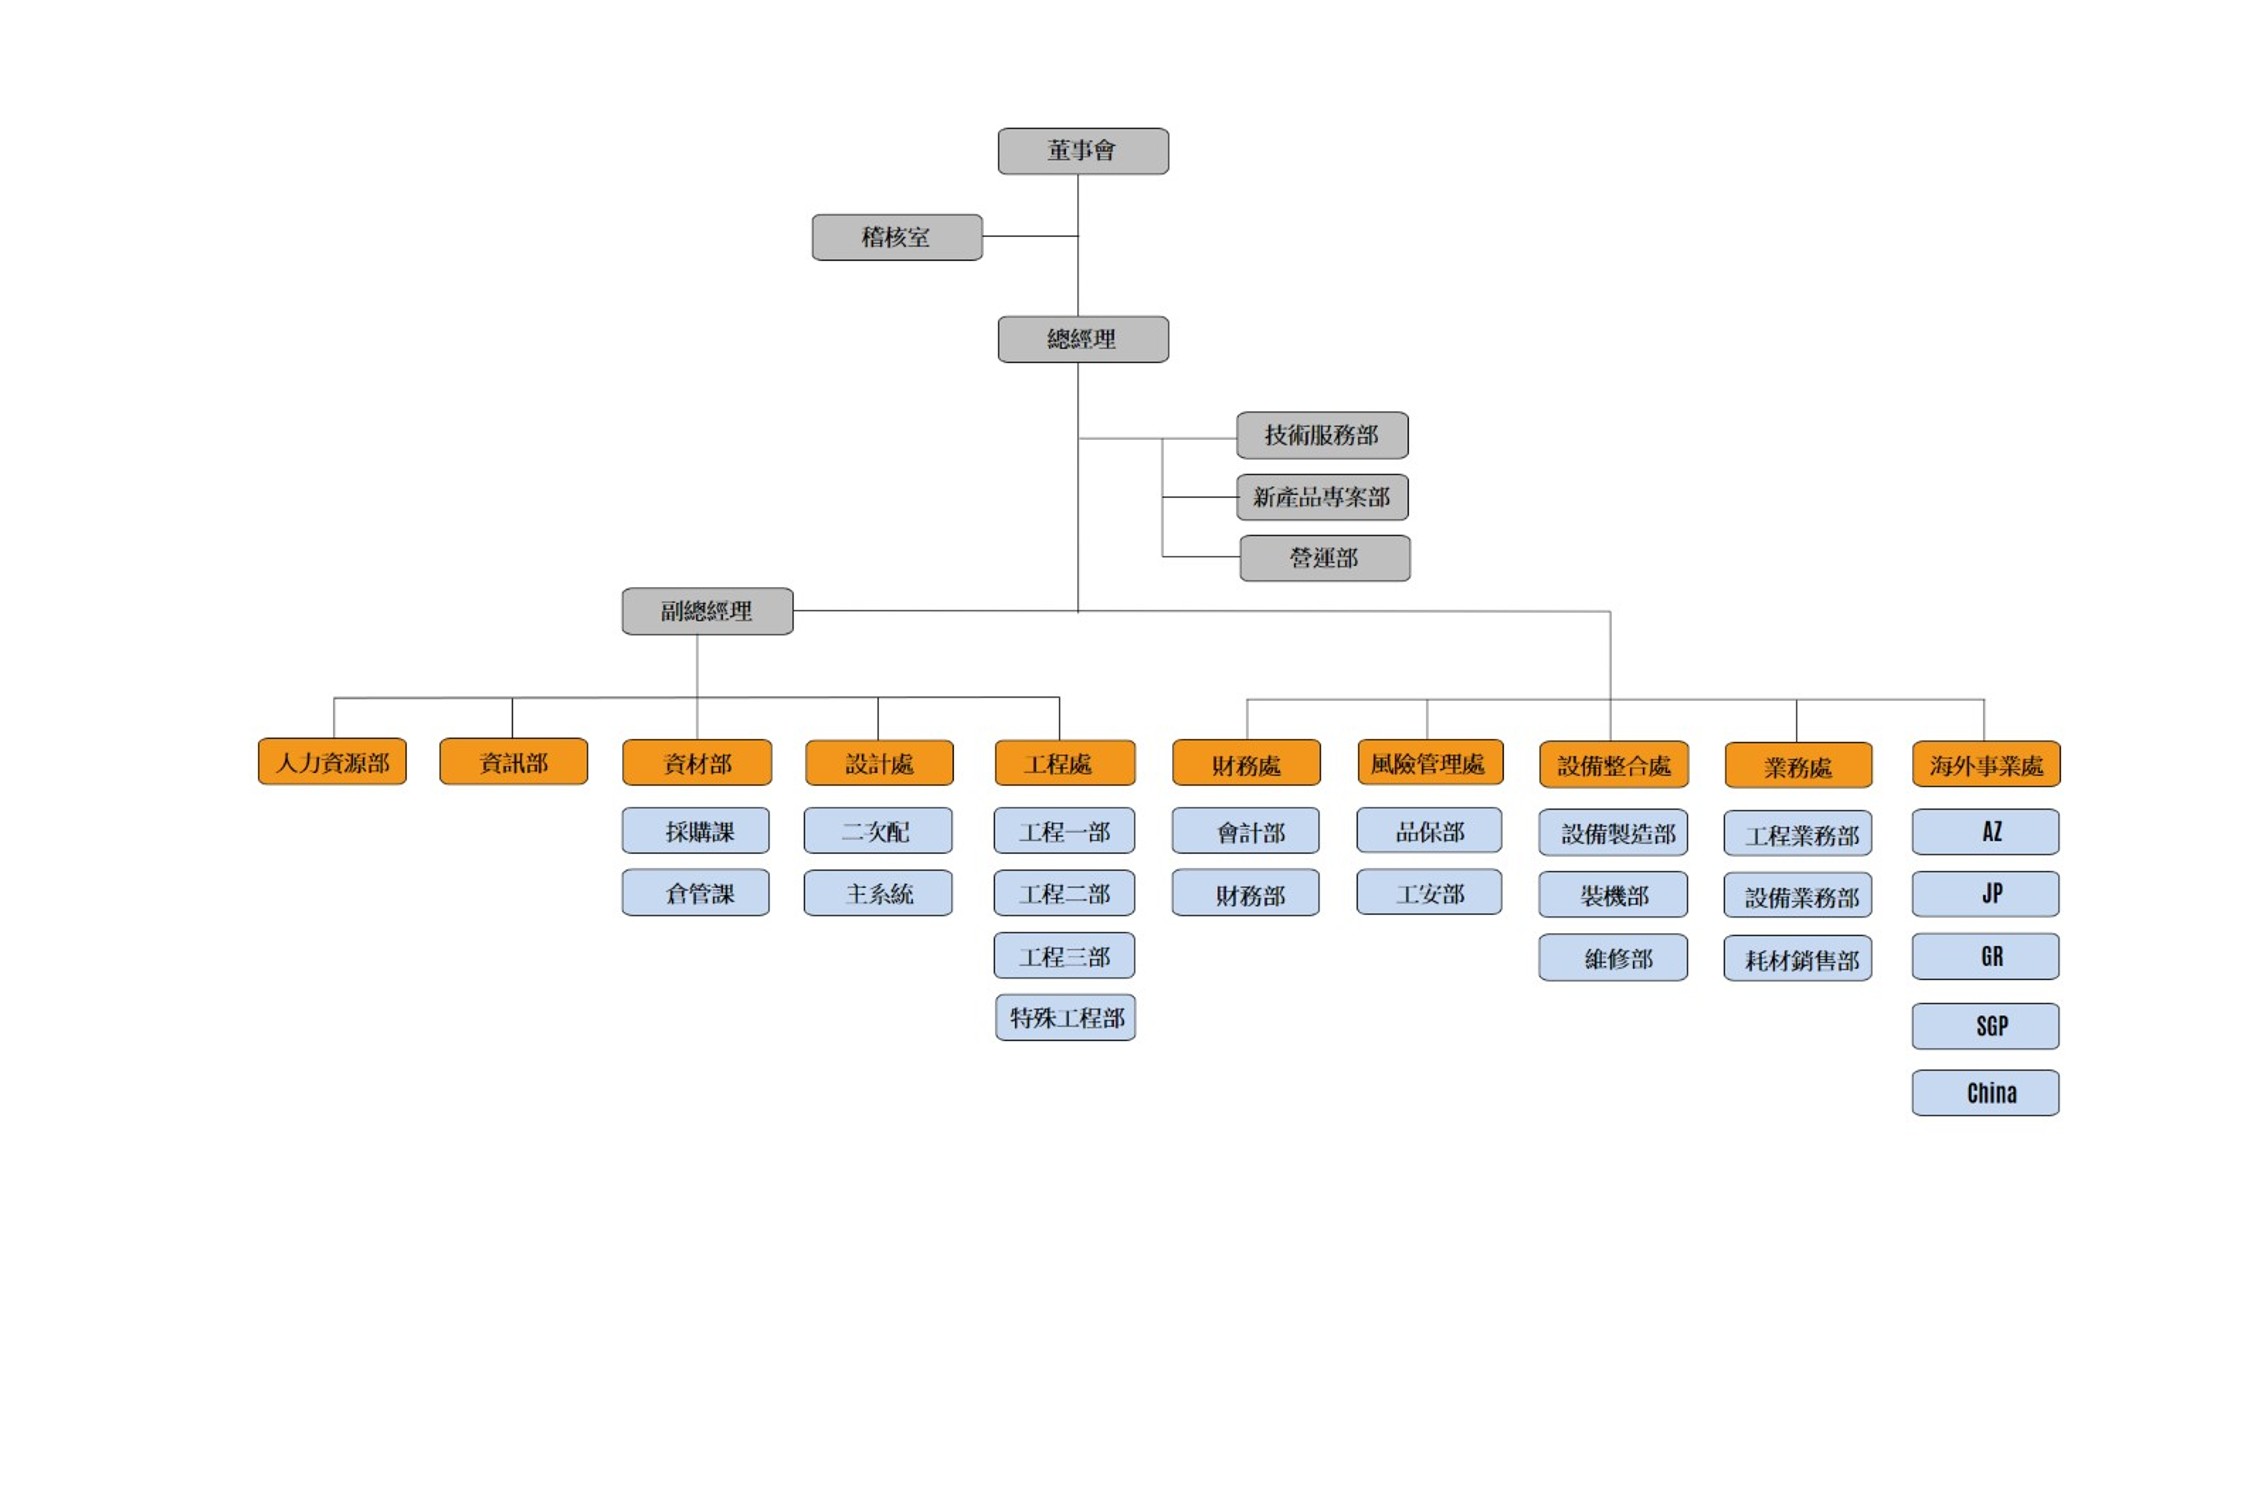 董事會
稽核室
總經理
技術服務部
新產品專案部
營運部
副總經理
人力資源部
資訊部
資材部
設計處
工程處
財務處
風險管理處
設備整合處
業務處
海外事業處
採購課
二次配
工程一部
會計部
品保部
設備製造部
工程業務部
AZ
倉管課
主系統
工程二部
財務部
工安部
裝機部
設備業務部
JP
工程三部
維修部
耗材銷售部
GR
特殊工程部
SGP
China